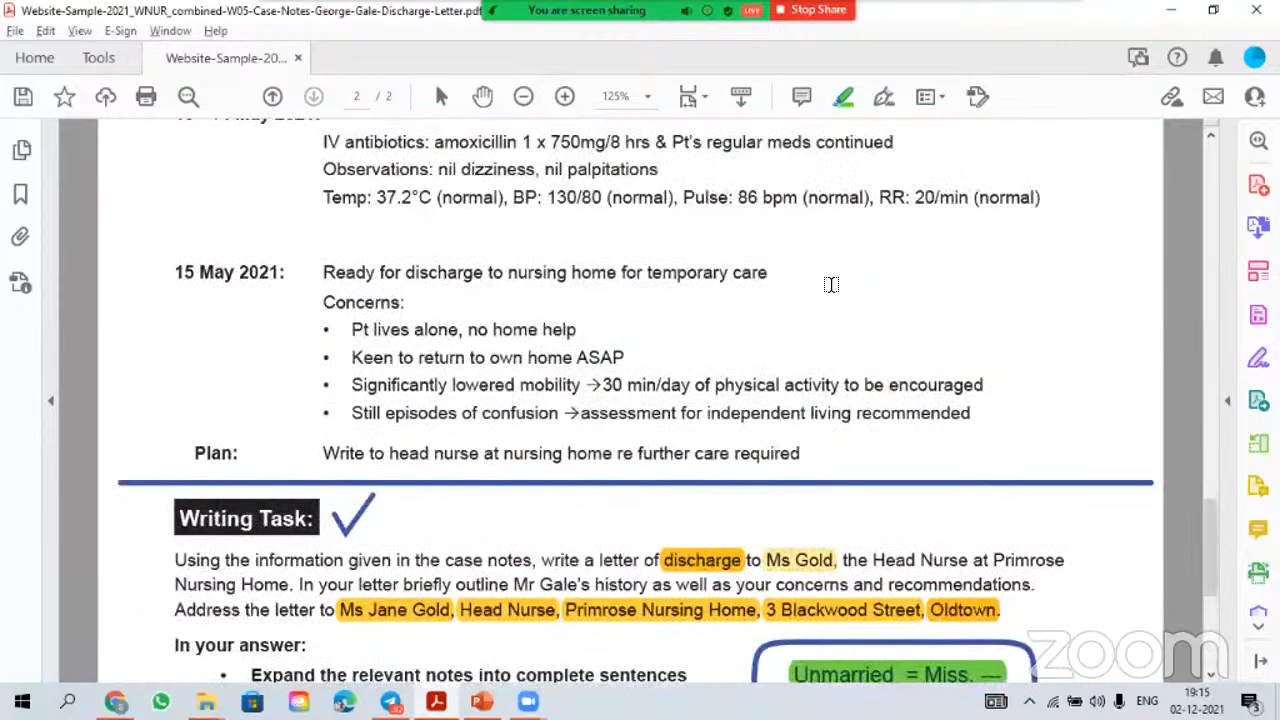 Website-Sample-2021_WNUR_combined-W05-Case-Notes-George-Gale-Discharge-Letter.pdf
You are screen sharing LIVE Stop Share
File Edit View E-Sign Window Help
Home Tools Website-Sample-20... ×
2 / 2 125%
May 2021:
IV antibiotics: amoxicillin 1 x 750mg/8 hrs & Pt's regular meds continued
Observations: nil dizziness, nil palpitations
Temp: 37.2°C (normal), BP: 130/80 (normal), Pulse: 86 bpm (normal), RR: 20/min (normal)
15 May 2021: Ready for discharge to nursing home for temporary care
Concerns:
• Pt lives alone, no home help
• Keen to return to own home ASAP
• Significantly lowered mobility →30 min/day of physical activity to be encouraged
• Still episodes of confusion →assessment for independent living recommended
Plan: Write to head nurse at nursing home re further care required
Writing Task:
Using the information given in the case notes, write a letter of discharge to Ms Gold, the Head Nurse at Primrose
Nursing Home. In your letter briefly outline Mr Gale's history as well as your concerns and recommendations.
Address the letter to Ms Jane Gold, Head Nurse, Primrose Nursing Home, 3 Blackwood Street, Oldtown.
In your answer:
• Expand the relevant notes into complete sentences
Unmarried = Miss. ---
zoom
ENG 19:15
02-12-2021